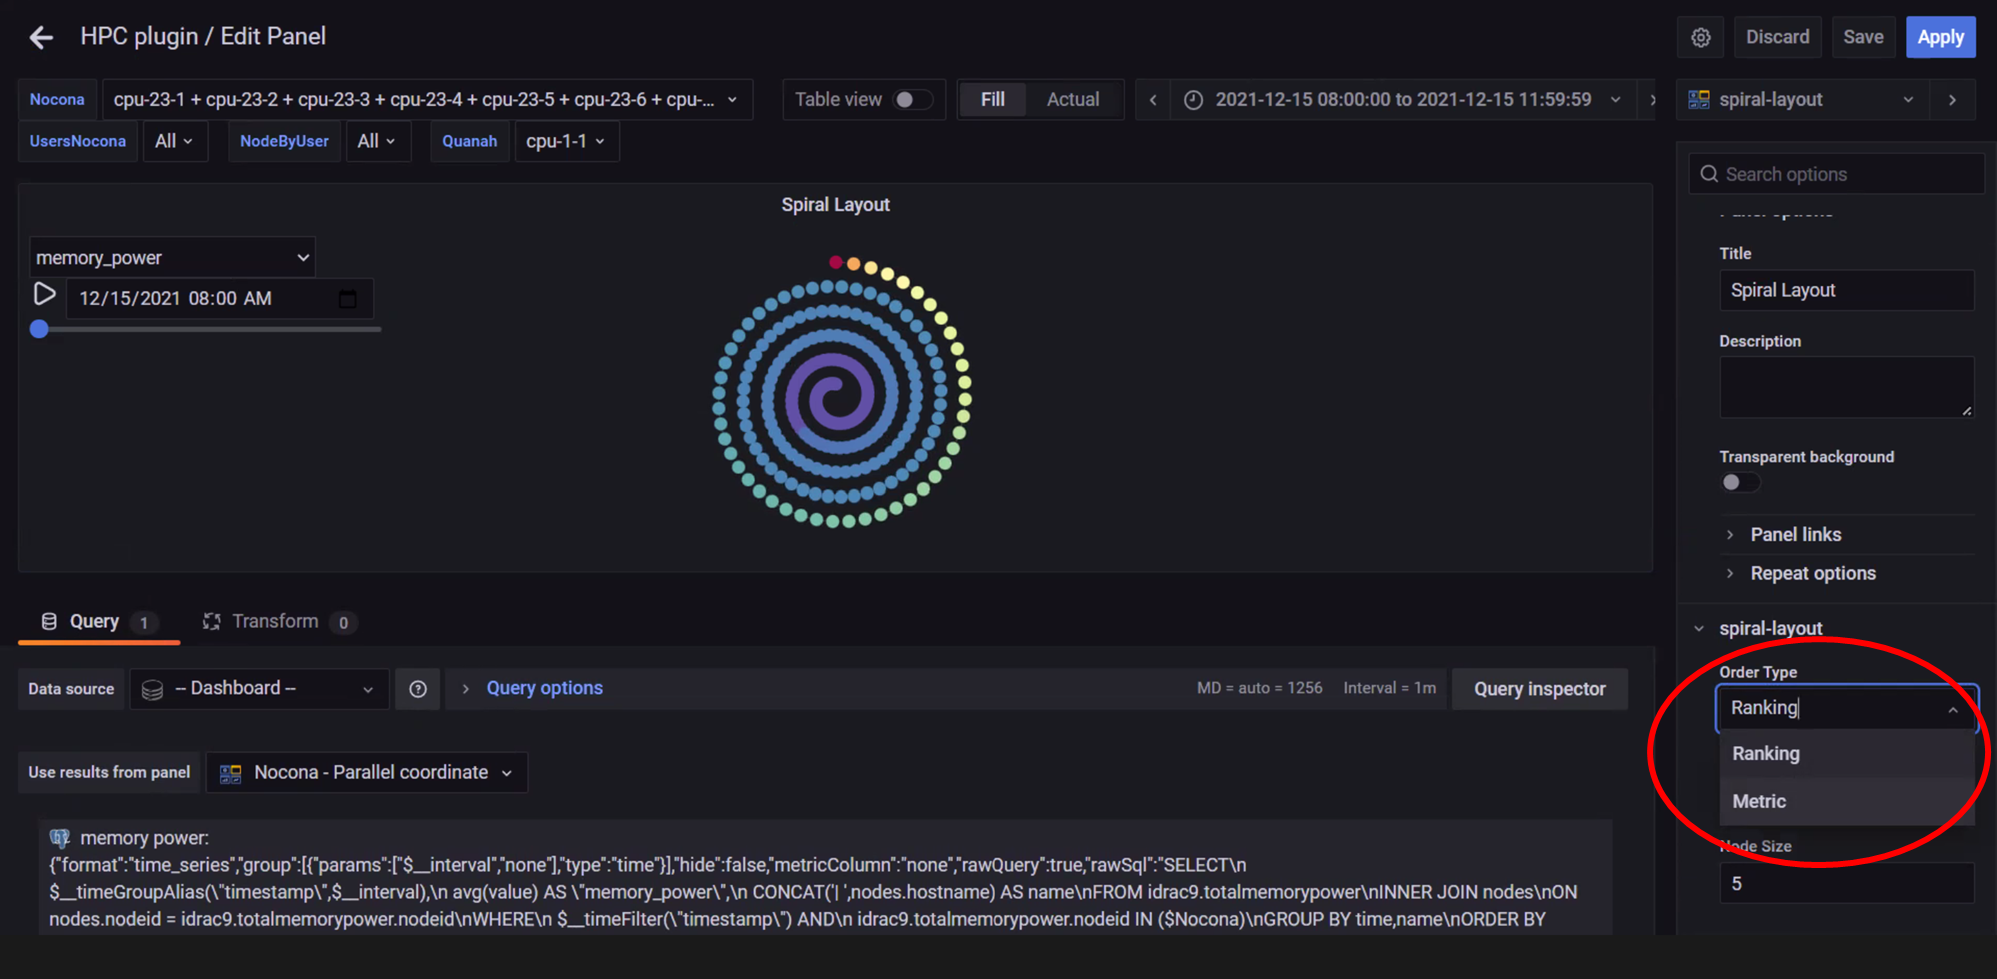 HPC plugin / Edit Panel
Discard
Save
Apply
Nocona
cpu-23-1 + cpu-23-2 + cpu-23-3 + cpu-23-4 + cpu-23-5 + cpu-23-6 + cpu-...
Table view
Fill
Actual
2021-12-15 08:00:00 to 2021-12-15 11:59:59
spiral-layout
UsersNocona
All
NodeByUser
All
Quanah
cpu-1-1
Search options
Panel options
Spiral Layout
memory_power
12/15/2021 08:00 AM
Title
Spiral Layout
Description
Transparent background
Panel links
Repeat options
spiral-layout
Order Type
Ranking
Ranking
Metric
Node Size
5
Query 1
Transform 0
Data source
-- Dashboard --
Query options
MD = auto = 1256
Interval = 1m
Query inspector
Use results from panel
Nocona - Parallel coordinate
memory power:
{"format":"time_series","group":[{"params":["$__interval","none"],"type":"time"}],"hide":false,"metricColumn":"none","rawQuery":true,"rawSql":"SELECT\n
$__timeGroupAlias(\"timestamp\",$__interval),\n avg(value) AS \"memory_power\",\n CONCAT('| ',nodes.hostname) AS name\nFROM idrac9.totalmemorypower\nINNER JOIN nodes\nON
nodes.nodeid = idrac9.totalmemorypower.nodeid\nWHERE\n $__timeFilter(\"timestamp\") AND\n idrac9.totalmemorypower.nodeid IN ($Nocona)\nGROUP BY time,name\nORDER BY